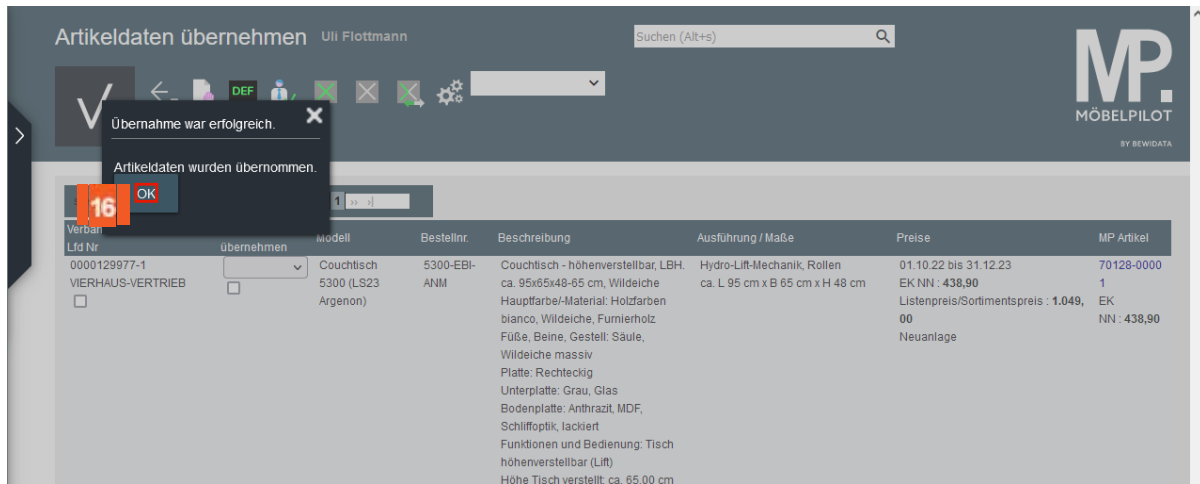 Artikeldaten übernehmen Uli Flottmann
Suchen (Alt+s)
MP.
MÖBELPILOT
BY BEWIDATA
DEF
Übernahme war erfolgreich.
Artikeldaten wurden übernommen.
OK
16
1
Lfd Nr
übernehmen
Modell
Bestellnr.
Beschreibung
Ausführung / Maße
Preise
MP Artikel
0000129977-1
VIERHAUS-VERTRIEB
Couchtisch
5300 (LS23
Argenon)
5300-EBI-
ANM
Couchtisch - höhenverstellbar, LBH.
ca. 95x65x48-65 cm, Wildeiche
Hauptfarbe/-Material: Holzfarben
bianco, Wildeiche, Furnierholz
Füße, Beine, Gestell: Säule,
Wildeiche massiv
Platte: Rechteckig
Unterplatte: Grau, Glas
Bodenplatte: Anthrazit, MDF,
Schliffoptik, lackiert
Funktionen und Bedienung: Tisch
höhenverstellbar (Lift)
Höhe Tisch verstellt: ca. 65,00 cm
Hydro-Lift-Mechanik, Rollen
ca. L 95 cm x B 65 cm x H 48 cm
01.10.22 bis 31.12.23
EK NN : 438,90
Listenpreis/Sortimentspreis : 1.049,
00
Neuanlage
70128-0000
1
EK
NN : 438,90